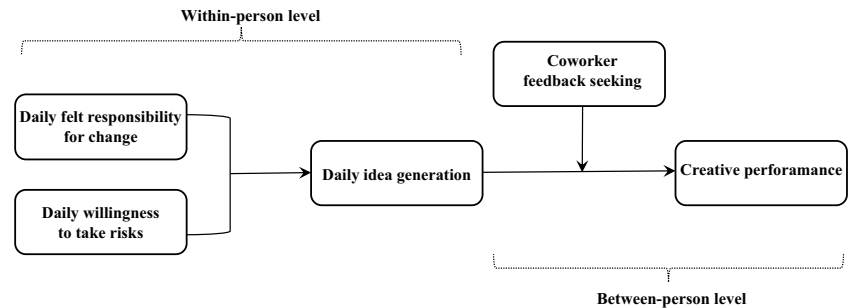 Within-person level
Coworker
feedback seeking
Daily felt responsibility
for change
Daily idea generation
Creative perforamance
Daily willingness
to take risks
Between-person level